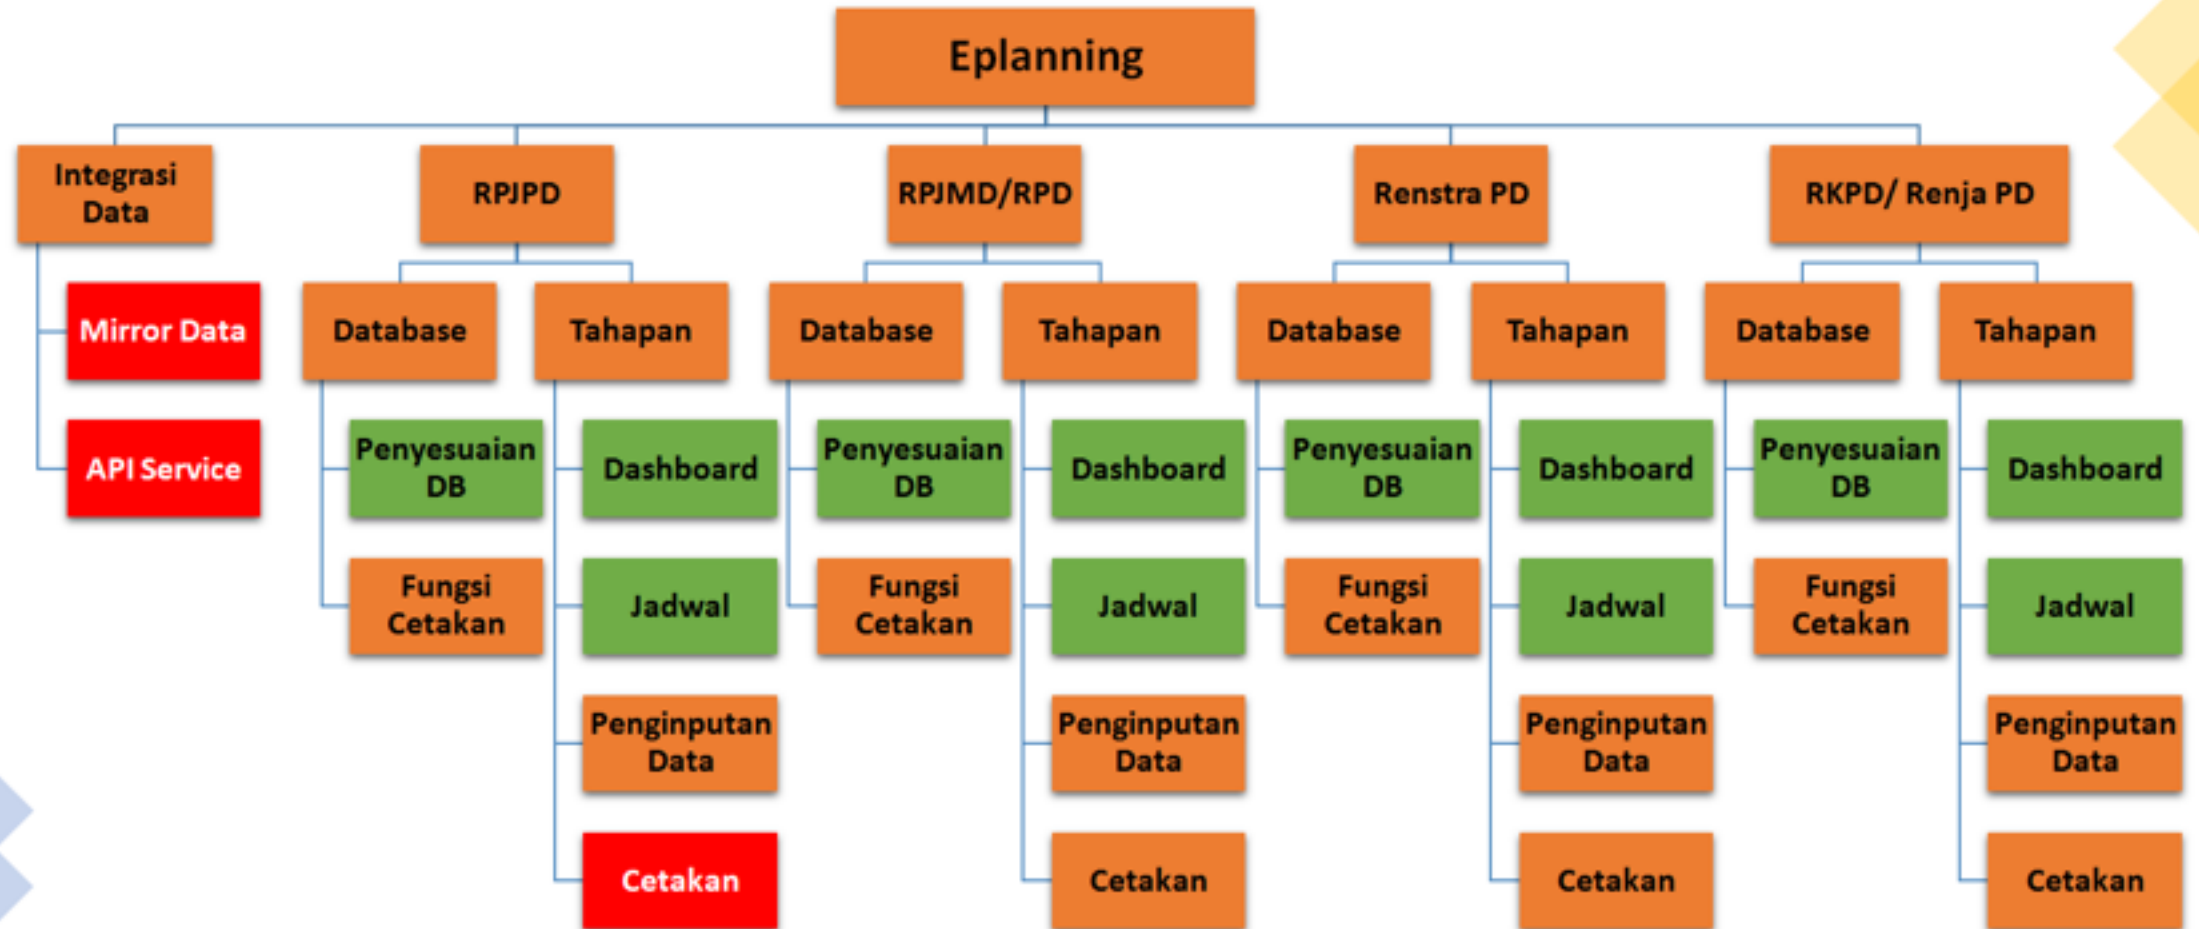 Eplanning
Integrasi
Data
RPJPD
RPJMD/RPD
Renstra PD
RKPD/ Renja PD
Mirror Data
Database
Tahapan
Database
Tahapan
Database
Tahapan
Database
Tahapan
API Service
Penyesuaian
DB
Dashboard
Penyesuaian
DB
Dashboard
Penyesuaian
DB
Dashboard
Penyesuaian
DB
Dashboard
Fungsi
Cetakan
Jadwal
Fungsi
Cetakan
Jadwal
Fungsi
Cetakan
Jadwal
Fungsi
Cetakan
Jadwal
Penginputan
Data
Penginputan
Data
Penginputan
Data
Penginputan
Data
Cetakan
Cetakan
Cetakan
Cetakan